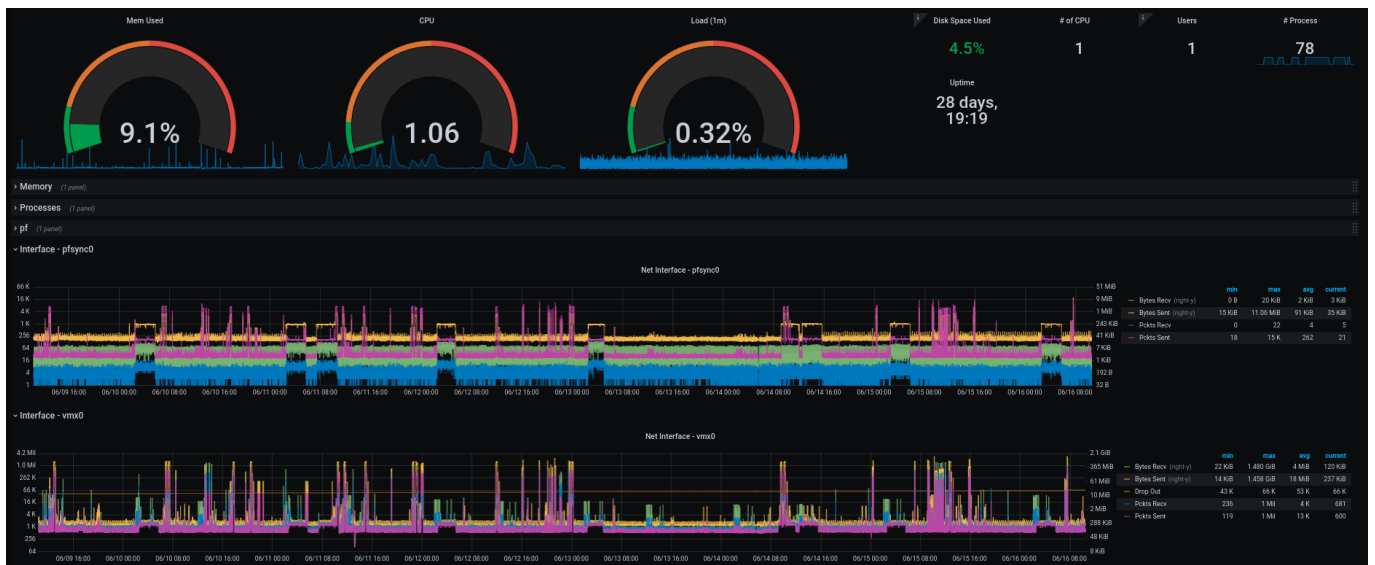 Mem Used
CPU
Load (1m)
Disk Space Used
# of CPU
Users
# Process
9.1%
1.06
0.32%
4.5%
1
1
78
Uptime
28 days,
19:19
Memory (1 panel)
Processes (1 panel)
pf (1 panel)
Interface - pfsync0
Net Interface - pfsync0
66 K
16 K
4 K
1 K
256
64
16
4
1
51 MiB
9 MiB
1 MiB
243 KiB
41 KiB
7 KiB
1 KiB
192 B
32 B
06/09 16:00 06/10 00:00 06/10 08:00 06/10 16:00 06/11 00:00 06/11 08:00 06/11 16:00 06/12 00:00 06/12 08:00 06/12 16:00 06/13 00:00 06/13 08:00 06/13 16:00 06/14 00:00 06/14 08:00 06/14 16:00 06/15 00:00 06/15 08:00 06/15 16:00 06/16 00:00 06/16 08:00
min max avg current
Bytes Recv (right-y) 0 B 20 KiB 2 KiB 3 KiB
Bytes Sent (right-y) 15 KiB 11.06 MiB 91 KiB 35 KiB
Pckts Recv 0 22 4 5
Pckts Sent 18 15 K 262 21
Interface - vmx0
Net Interface - vmx0
4.2 Mil
1.0 Mil
262 K
66 K
16 K
4 K
1 K
256
64
2.1 GiB
365 MiB
61 MiB
10 MiB
2 MiB
288 KiB
48 KiB
8 KiB
06/09 16:00 06/10 00:00 06/10 08:00 06/10 16:00 06/11 00:00 06/11 08:00 06/11 16:00 06/12 00:00 06/12 08:00 06/12 16:00 06/13 00:00 06/13 08:00 06/13 16:00 06/14 00:00 06/14 08:00 06/14 16:00 06/15 00:00 06/15 08:00 06/15 16:00 06/16 00:00 06/16 08:00
min max avg current
Bytes Recv (right-y) 22 KiB 1.480 GiB 4 MiB 120 KiB
Bytes Sent (right-y) 14 KiB 1.458 GiB 18 MiB 237 KiB
Drop Out 43 K 66 K 53 K 66 K
Pckts Recv 236 1 Mil 4 K 681
Pckts Sent 119 1 Mil 13 K 600